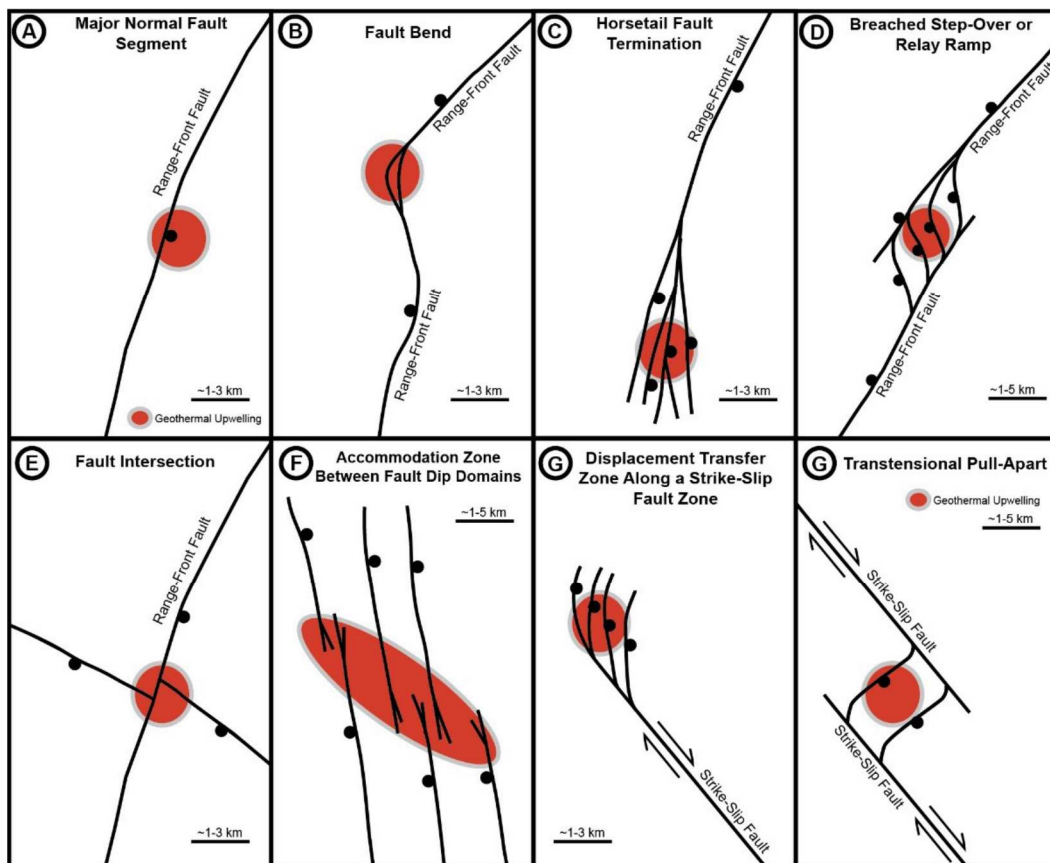 A
Major Normal Fault
Segment
Range-Front Fault
~1-3 km
Geothermal Upwelling
B
Fault Bend
Range-Front Fault
Range-Front Fault
~1-3 km
C
Horsetail Fault
Termination
Range-Front Fault
~1-3 km
D
Breached Step-Over or
Relay Ramp
Range-Front Fault
Range-Front Fault
~1-5 km
E
Fault Intersection
Range-Front Fault
~1-3 km
F
Accommodation Zone
Between Fault Dip Domains
~1-5 km
G
Displacement Transfer
Zone Along a Strike-Slip
Fault Zone
Strike-Slip Fault
~1-3 km
G
Transtensional Pull-Apart
Geothermal Upwelling
~1-5 km
Strike-Slip Fault
Strike-Slip Fault